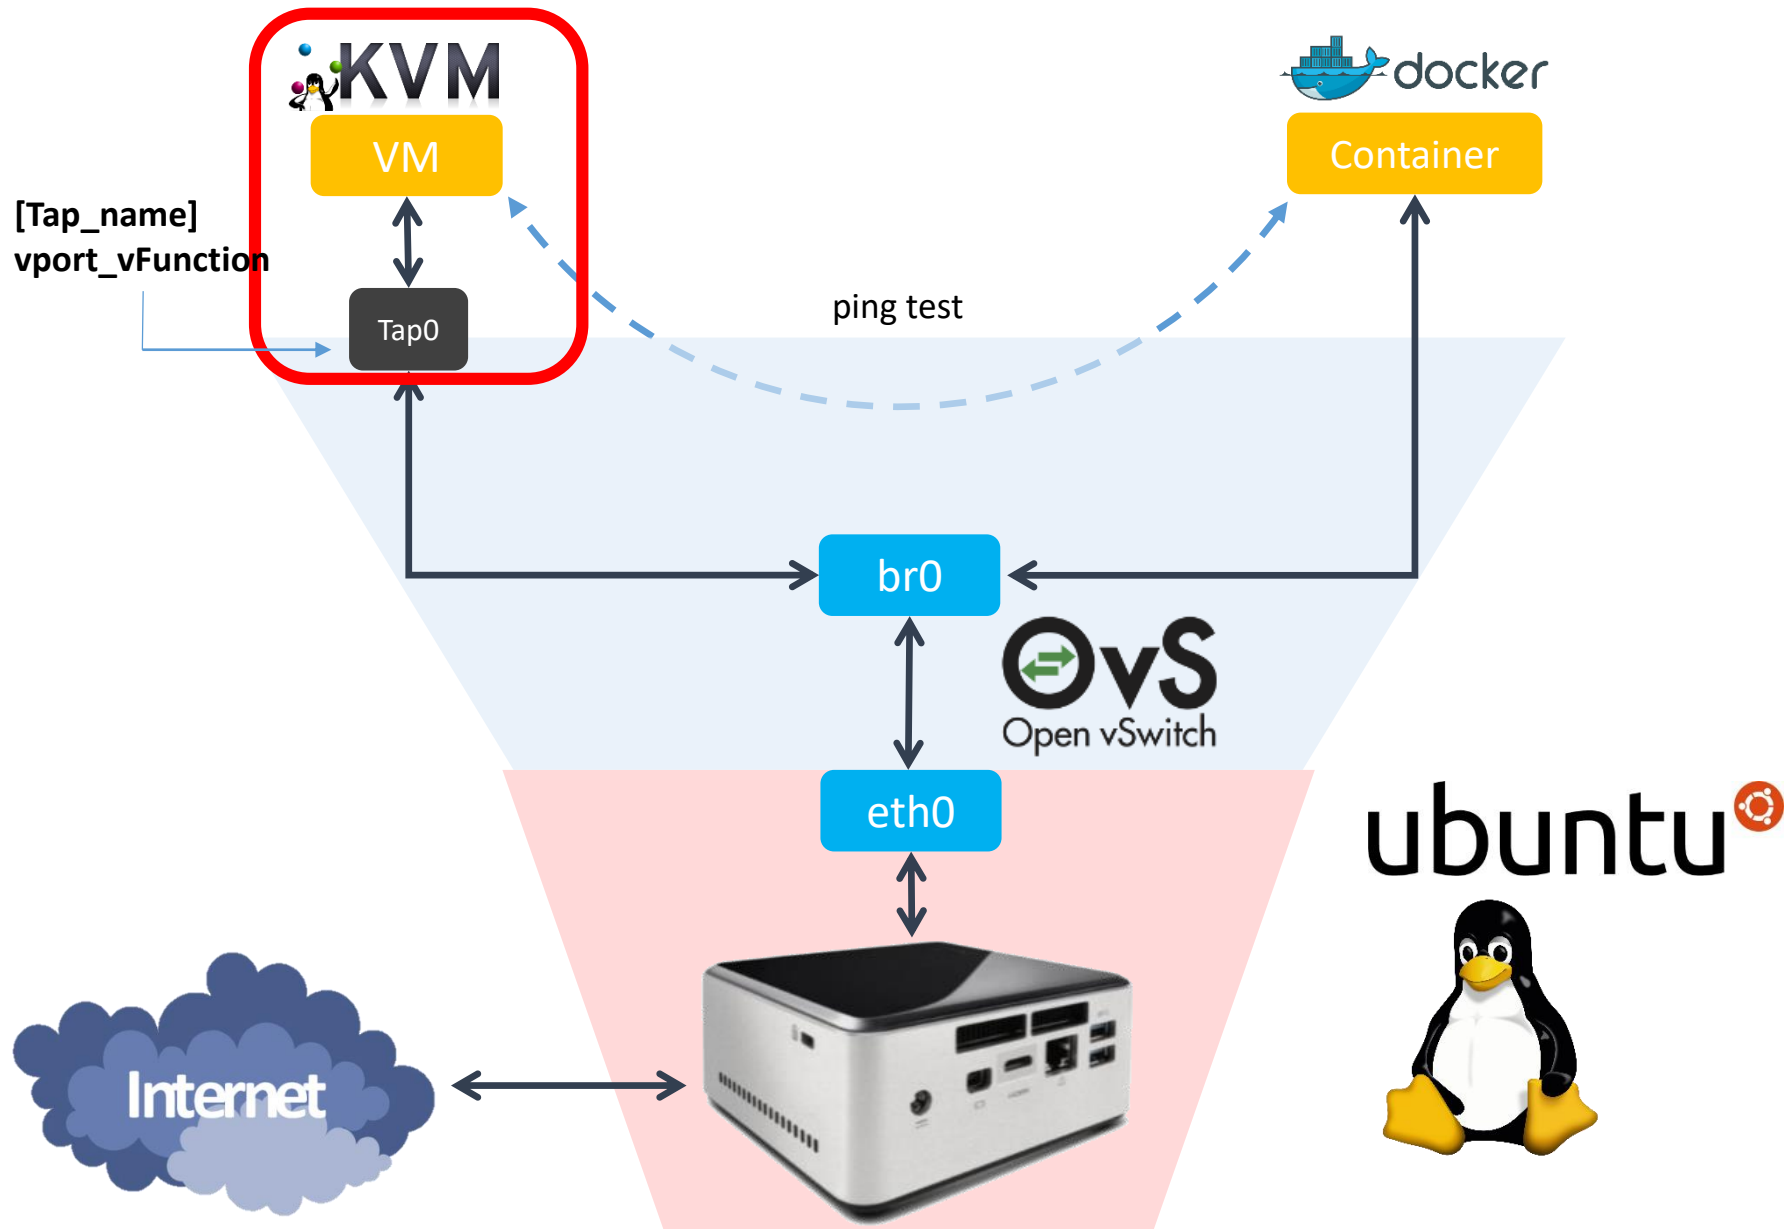 KVM
docker
VM
Container
[Tap_name]
vport_vFunction
ping test
Tap0
br0
OvS
Open vSwitch
eth0
ubuntu
Internet